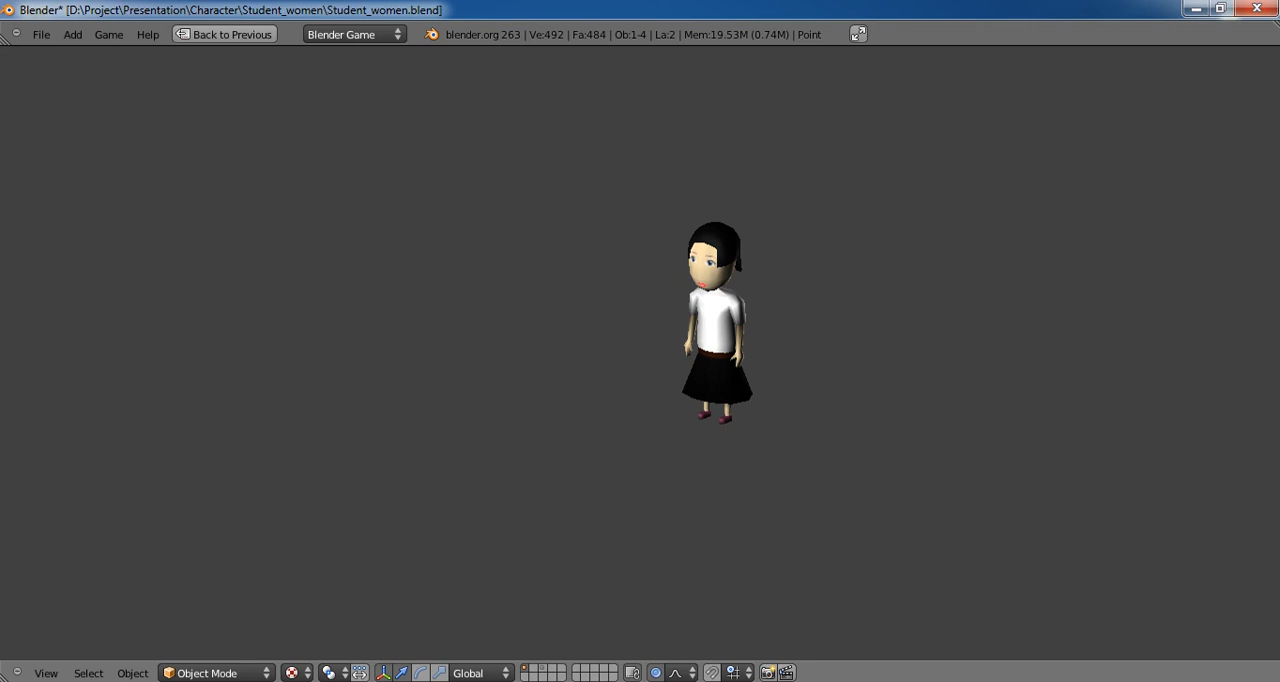 Blender* [D:\Project\Presentation\Character\Student_women\Student_women.blend]
File Add Game Help Back to Previous Blender Game blender.org 263 | Ve:492 | Fa:484 | Ob:1-4 | La:2 | Mem:19.53M (0.74M) | Point
View Select Object Object Mode Global